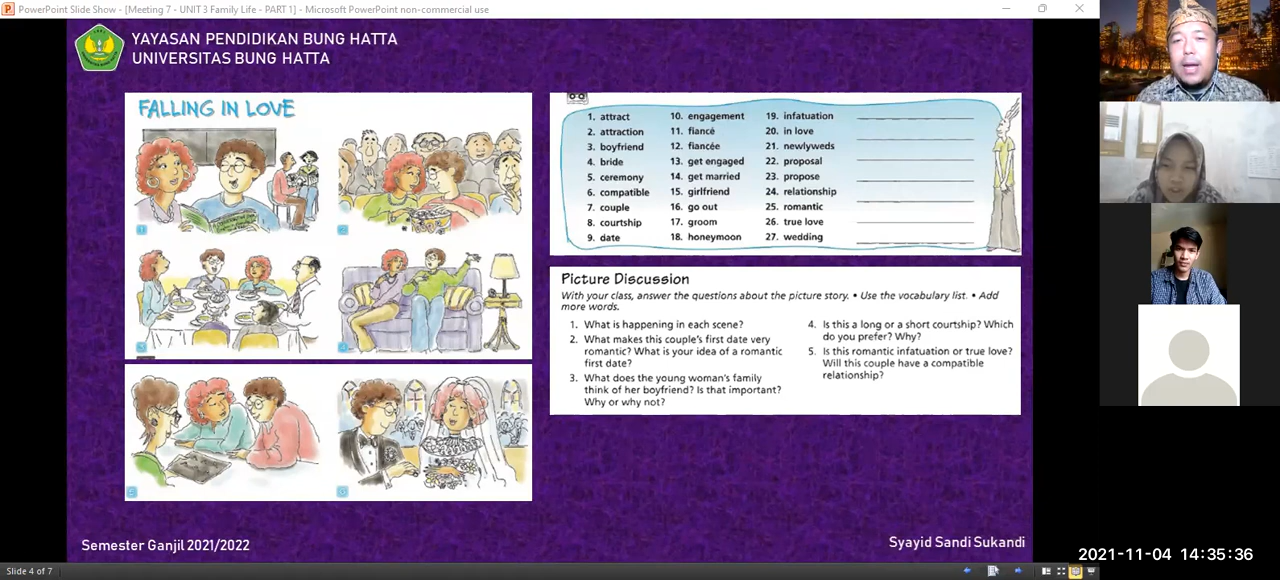 PowerPoint Slide Show - [Meeting 7 - UNIT 3 Family Life - PART 1] - Microsoft PowerPoint non-commercial use
YAYASAN PENDIDIKAN BUNG HATTA
UNIVERSITAS BUNG HATTA
FALLING IN LOVE
1
2
3
4
5
6
1. attract
2. attraction
3. boyfriend
4. bride
5. ceremony
6. compatible
7. couple
8. courtship
9. date
10. engagement
11. fiancé
12. fiancée
13. get engaged
14. get married
15. girlfriend
16. go out
17. groom
18. honeymoon
19. infatuation
20. in love
21. newlyweds
22. proposal
23. propose
24. relationship
25. romantic
26. true love
27. wedding
Picture Discussion
With your class, answer the questions about the picture story. • Use the vocabulary list. • Add
more words.
1. What is happening in each scene?
2. What makes this couple's first date very
romantic? What is your idea of a romantic
first date?
3. What does the young woman's family
think of her boyfriend? Is that important?
Why or why not?
4. Is this a long or a short courtship? Which
do you prefer? Why?
5. Is this romantic infatuation or true love?
Will this couple have a compatible
relationship?
Semester Ganjil 2021/2022
Syayid Sandi Sukandi
2021-11-04 14:35:36
Slide 4 of 7